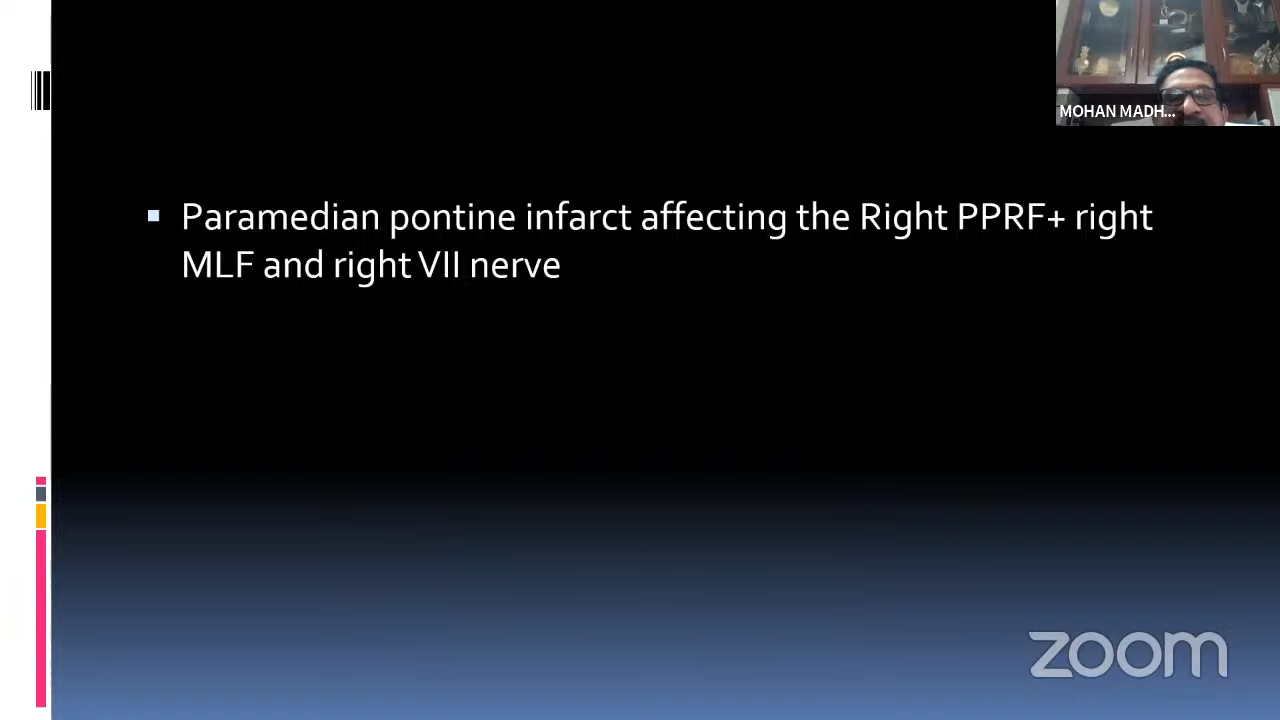 MOHAN MADH...
Paramedian pontine infarct affecting the Right PPRF+ right
MLF and right VII nerve
zoom